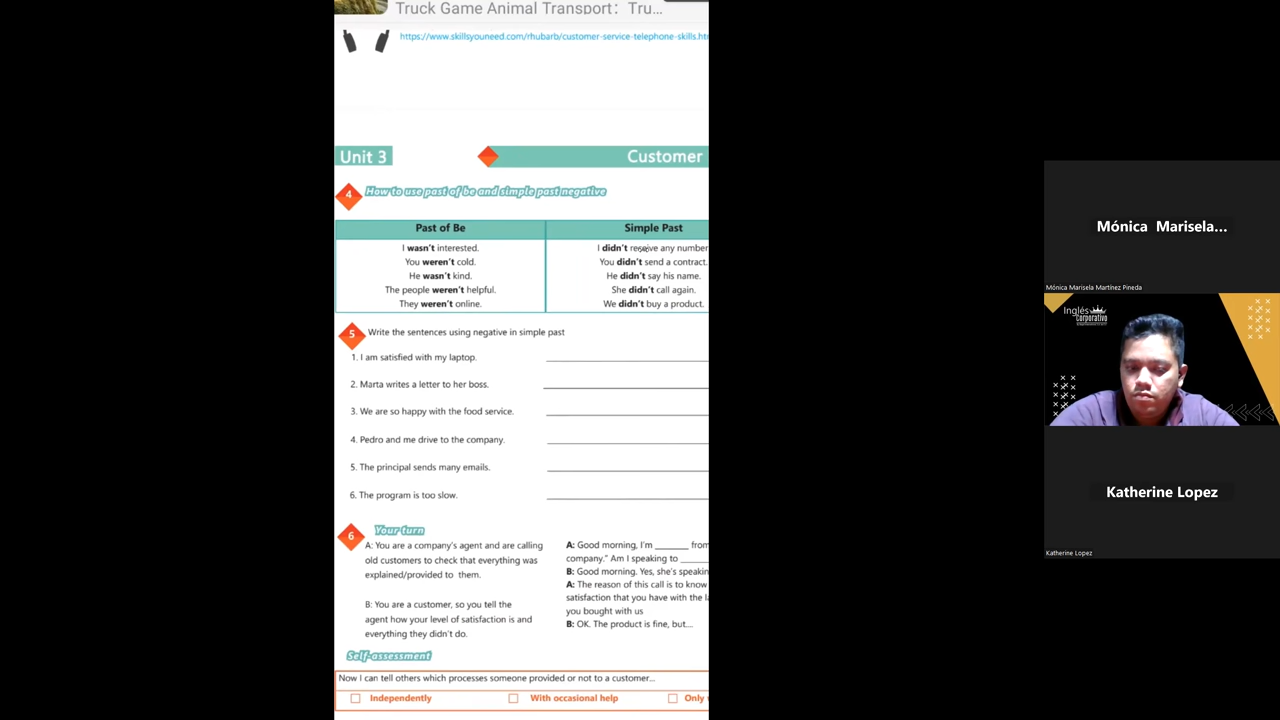 Truck Game Animal Transport: Tru...
https://www.skillsyouneed.com/rhubarb/customer-service-telephone-skills.htm
Unit 3
Customer
4
How to use past of be and simple past negative
Past of Be
Simple Past
I wasn't interested.
I didn't receive any number
You weren't cold.
You didn't send a contract.
He wasn't kind.
He didn't say his name.
The people weren't helpful.
She didn't call again.
They weren't online.
We didn't buy a product.
5
Write the sentences using negative in simple past
1. I am satisfied with my laptop.
2. Marta writes a letter to her boss.
3. We are so happy with the food service.
4. Pedro and me drive to the company.
5. The principal sends many emails.
6. The program is too slow.
6
Your turn
A: You are a company's agent and are calling
old customers to check that everything was
explained/provided to them.
B: You are a customer, so you tell the
agent how your level of satisfaction is and
everything they didn't do.
A: Good morning, I'm _______ from
company." Am I speaking to ______
B: Good morning. Yes, she's speakin
A: The reason of this call is to know
satisfaction that you have with the
you bought with us
B: OK. The product is fine, but....
Self-assessment
Now I can tell others which processes someone provided or not to a customer...
Independently
With occasional help
Only
Mónica Marisela...
Mónica Marisela Martínez Pineda
Inglés
Corporativo
Katherine Lopez
Katherine Lopez